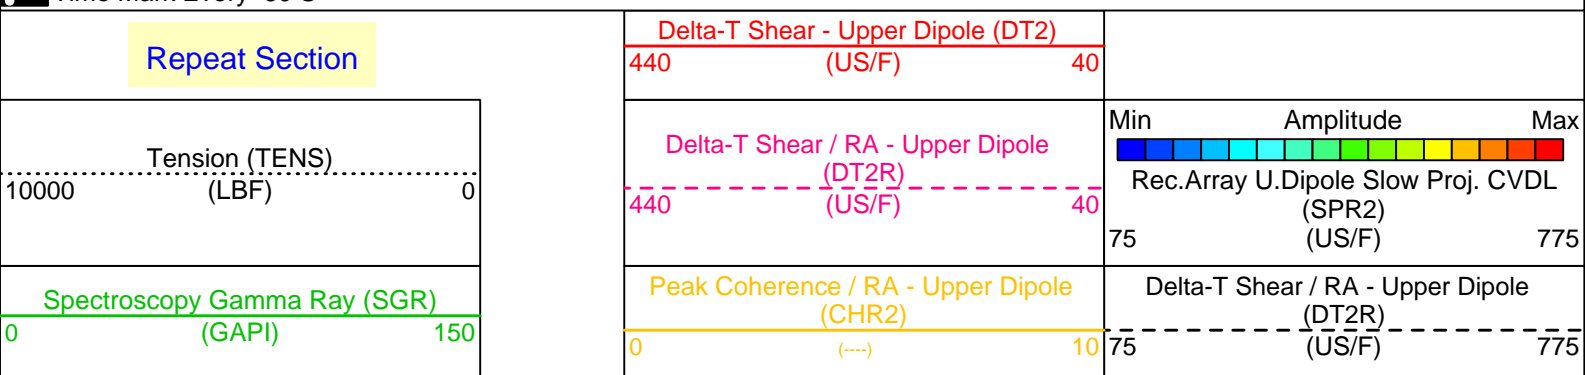 Repeat Section
Delta-T Shear - Upper Dipole (DT2)
440 (US/F) 40
Tension (TENS)
10000 (LBF) 0
Delta-T Shear / RA - Upper Dipole
(DT2R)
440 (US/F) 40
Min Amplitude Max
Rec.Array U.Dipole Slow Proj. CVDL
(SPR2)
75 (US/F) 775
Spectroscopy Gamma Ray (SGR)
0 (GAPI) 150
Peak Coherence / RA - Upper Dipole
(CHR2)
0 (----) 10
Delta-T Shear / RA - Upper Dipole
(DT2R)
75 (US/F) 775